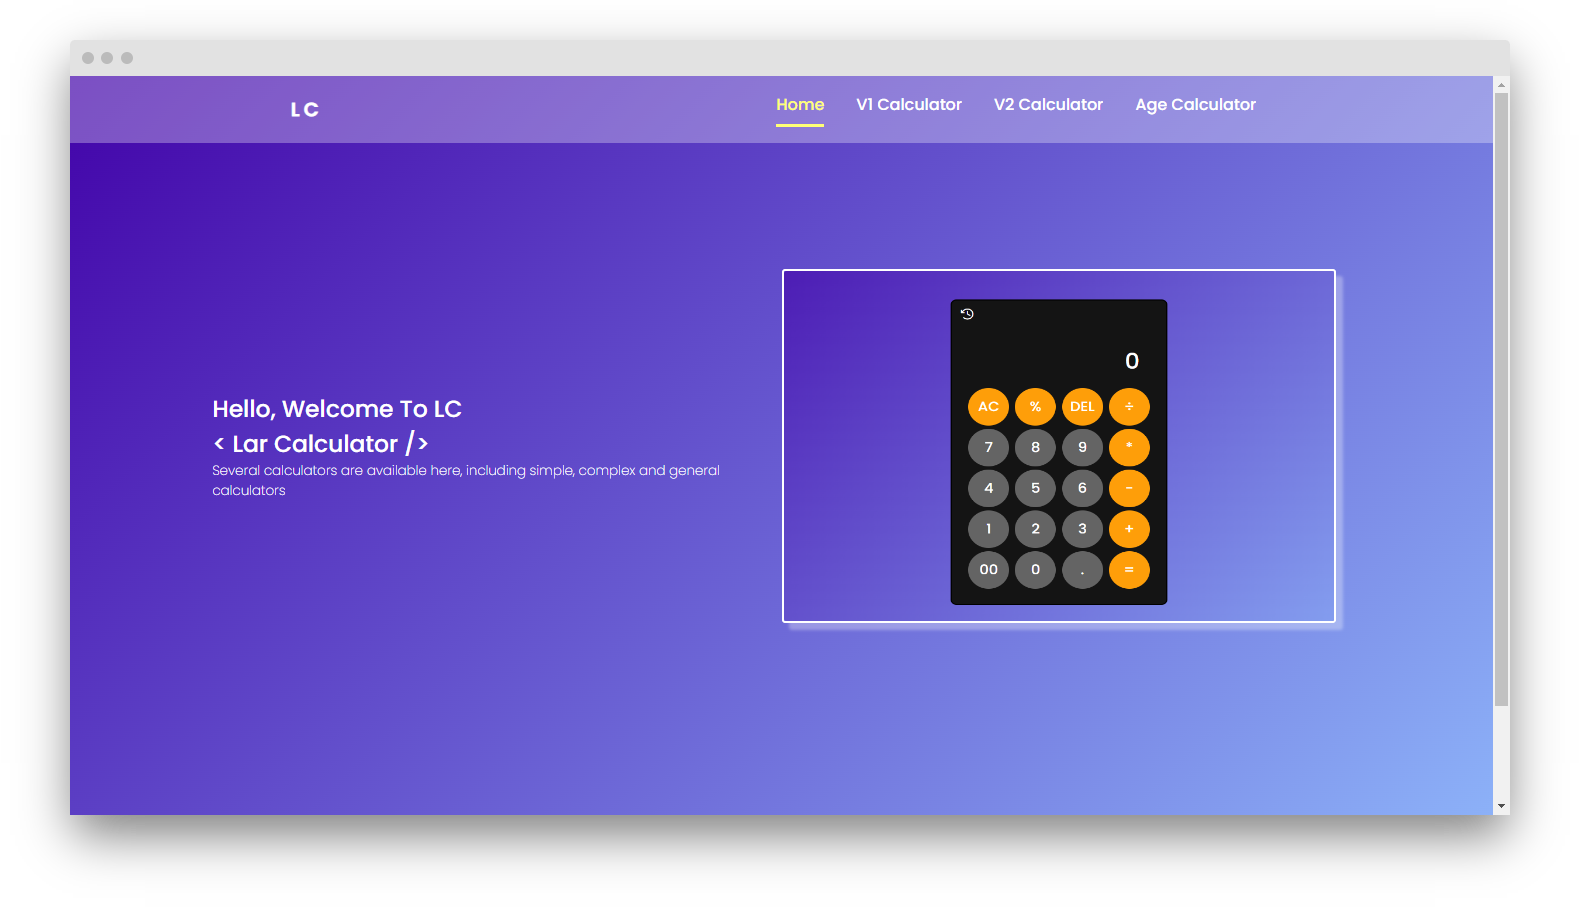 LC
Home V1 Calculator V2 Calculator Age Calculator
Hello, Welcome To LC
< Lar Calculator />
Several calculators are available here, including simple, complex and general
calculators
0
AC % DEL ÷
7 8 9 *
4 5 6 -
1 2 3 +
00 0 . =